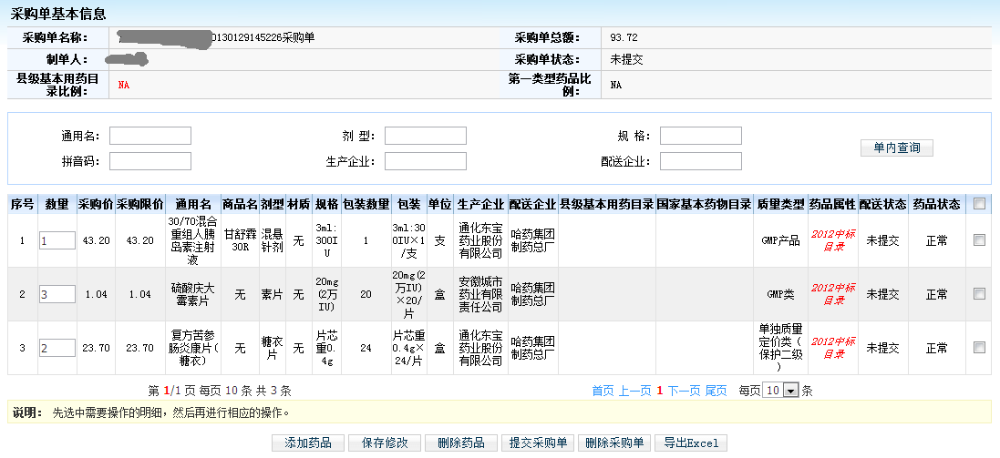 采购单基本信息
采购单名称： 0130129145226采购单 采购单总额： 93.72
制单人： 采购单状态： 未提交
县级基本用药目录比例： NA 第一类型药品比例： NA
通用名： 剂 型： 规 格：
拼音码： 生产企业： 配送企业：
单内查询
序号 数量 采购价 采购限价 通用名 商品名 剂型 材质 规格 包装数量 包装 单位 生产企业 配送企业 县级基本用药目录 国家基本药物目录 质量类型 药品属性 配送状态 药品状态
1 1 43.20 43.20 30/70混合重组人胰岛素注射液 甘舒霖30R 混悬针剂 无 3ml:300IU 1 3ml:300IU×1/支 支 通化东宝药业股份有限公司 哈药集团制药总厂 GMP产品 2012中标目录 未提交 正常
2 3 1.04 1.04 硫酸庆大霉素片 无 素片 无 20mg(2万IU) 20 20mg(2万IU)×20/片 盒 安徽城市药业有限责任公司 哈药集团制药总厂 GMP类 2012中标目录 未提交 正常
3 2 23.70 23.70 复方苦参肠炎康片(糖衣) 无 糖衣片 无 片芯重0.4g 24 片芯重0.4g×24/片 盒 通化东宝药业股份有限公司 哈药集团制药总厂 单独质量定价类（保护二级） 2012中标目录 未提交 正常
第 1/1 页 每页 10 条 共 3 条 首页 上一页 1 下一页 尾页 每页 10 条
说明： 先选中需要操作的明细，然后再进行相应的操作。
添加药品 保存修改 删除药品 提交采购单 删除采购单 导出Excel